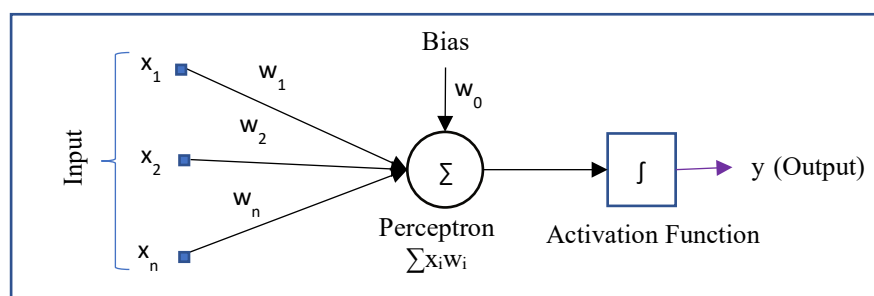 Bias
x1
w1
w0
w2
Input
x2
∑
∫
y (Output)
wn
Perceptron
Activation Function
xn
∑xiwi